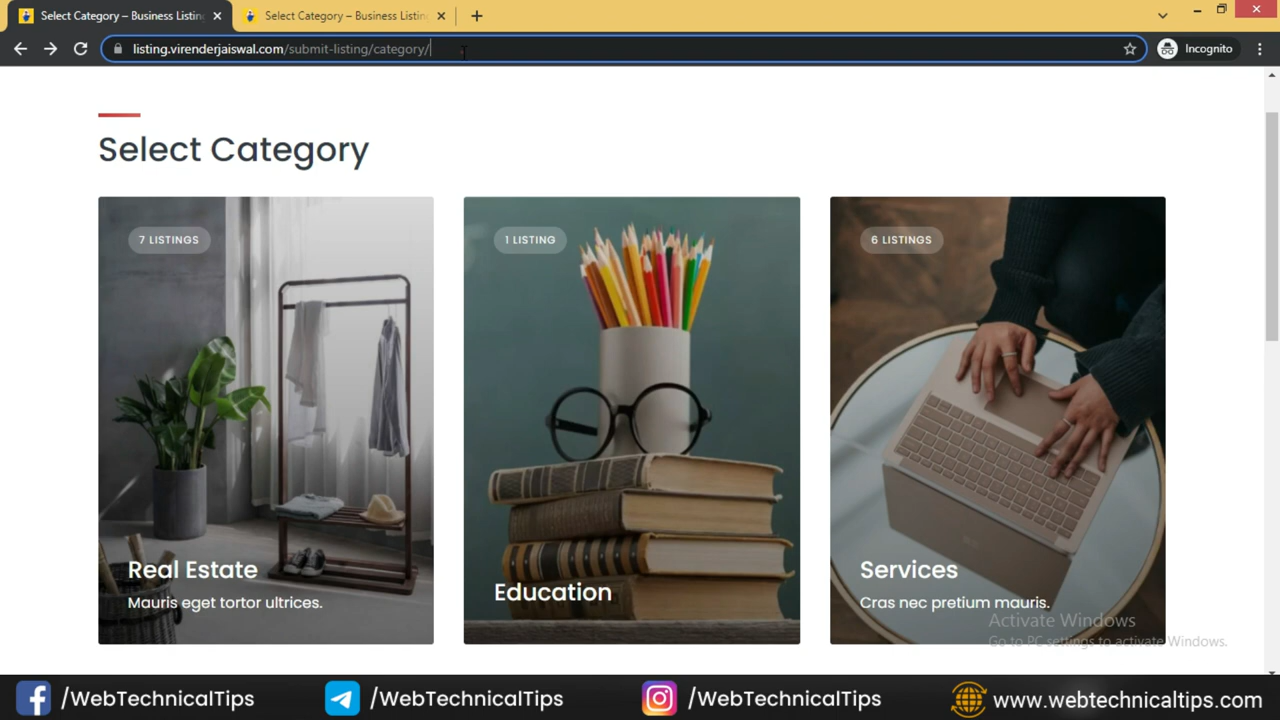 Select Category – Business Listing
Select Category – Business Listing
listing.virenderjaiswal.com/submit-listing/category/
Incognito
Select Category
7 LISTINGS
1 LISTING
6 LISTINGS
Real Estate
Mauris eget tortor ultrices.
Education
Services
Cras nec pretium mauris.
Activate Windows
Go to PC settings to activate Windows.
/WebTechnicalTips
/WebTechnicalTips
/WebTechnicalTips
www.webtechnicaltips.com